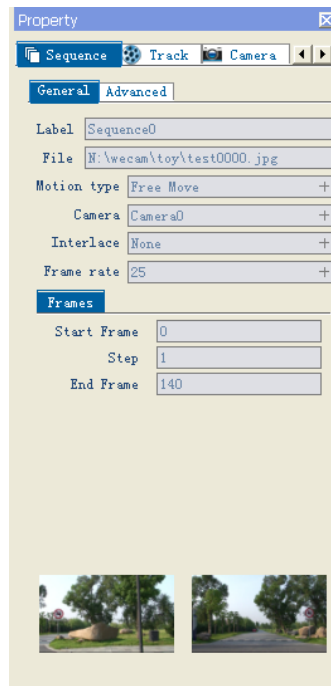 Property
Sequence Track Camera
General Advanced
Label Sequence0
File N:\wecam\toy\test0000.jpg
Motion type Free Move
Camera Camera0
Interlace None
Frame rate 25
Frames
Start Frame 0
Step 1
End Frame 140